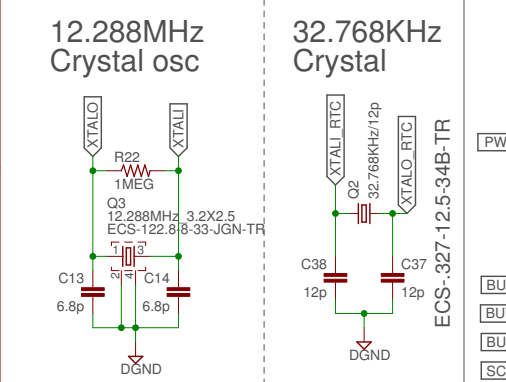 12.288MHz
Crystal osc
XTALO
XTALI
R22
1MEG
Q3
12.288MHz_3.2X2.5
ECS-122.8-8-33-JGN-TR
1
3
2
4
C13
C14
6.8p
6.8p
DGND
32.768KHz
Crystal
XTALI_RTC
XTALO_RTC
Q2
32.768KHz/12p
C38
C37
12p
12p
DGND
ECS-.327-12.5-34B-TR
PW
BU
BU
BU
SC